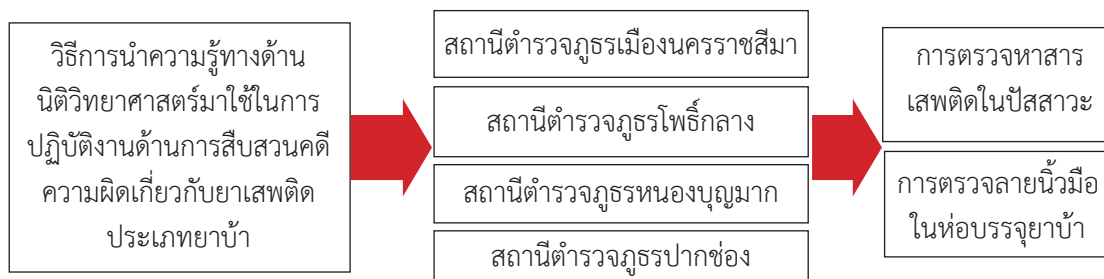 วิธีการนำความรู้ทางด้าน
นิติวิทยาศาสตร์มาใช้ในการ
ปฏิบัติงานด้านการสืบสวนคดี
ความผิดเกี่ยวกับยาเสพติด
ประเภทยาบ้า
สถานีตำรวจภูธรเมืองนครราชสีมา
สถานีตำรวจภูธรโพธิ์กลาง
สถานีตำรวจภูธรหนองบุญมาก
สถานีตำรวจภูธรปากช่อง
การตรวจหาสาร
เสพติดในปัสสาวะ
การตรวจลายนิ้วมือ
ในห่อบรรจุยาบ้า